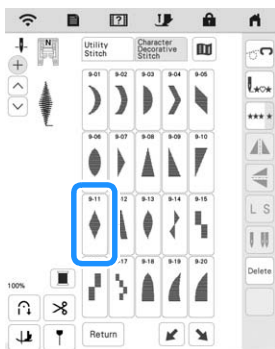 N
Utility Stitch
Character Decorative Stitch
9-01 9-02 9-03 9-04 9-05
9-06 9-07 9-08 9-09 9-10
9-11 12 9-13 9-14 9-15
17 9-18 9-19 9-20
L S
Delete
100%
Return